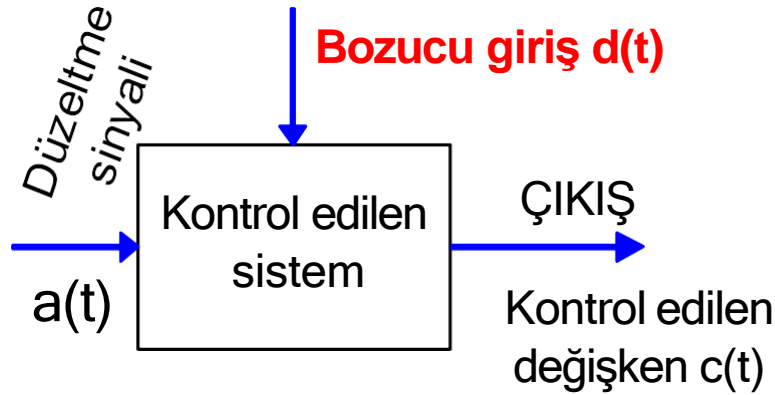 Bozucu giriş d(t)
Düzeltme
sinyali
a(t)
Kontrol edilen
sistem
ÇIKIŞ
Kontrol edilen
değişken c(t)